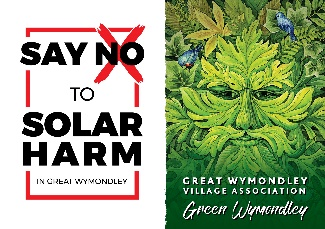 SAY NO
TO
SOLAR
HARM
IN GREAT WYMONDLEY
GREAT WYMONDLEY
VILLAGE ASSOCIATION
Green Wymondley